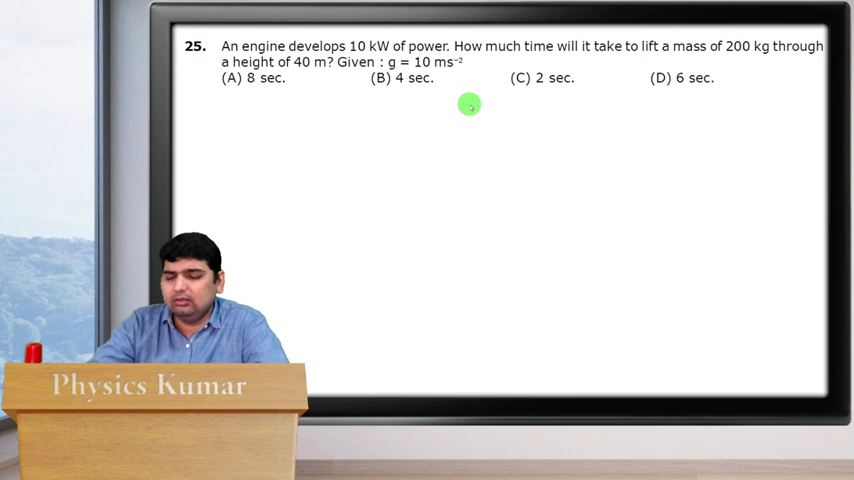 25. An engine develops 10 kW of power. How much time will it take to lift a mass of 200 kg through
a height of 40 m? Given : g = 10 ms⁻²
(A) 8 sec. (B) 4 sec. (C) 2 sec. (D) 6 sec.
Physics Kumar